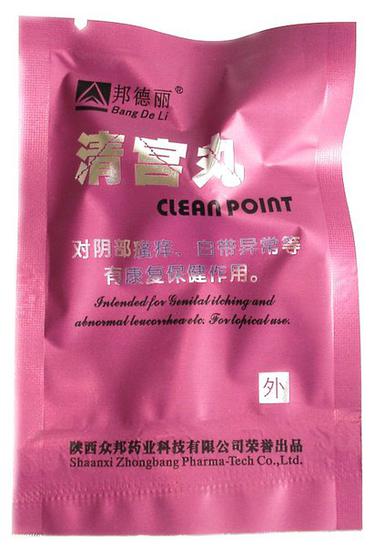 邦德丽®
Bang De Li
清宫丸
CLEAN POINT
对阴部瘙痒、白带异常等
有康复保健作用。
Intended for Genital itching and
abnormal leucorrhea etc. For topical use.
外
陕西众邦药业科技有限公司荣誉出品
Shaanxi Zhongbang Pharma-Tech Co.,Ltd.